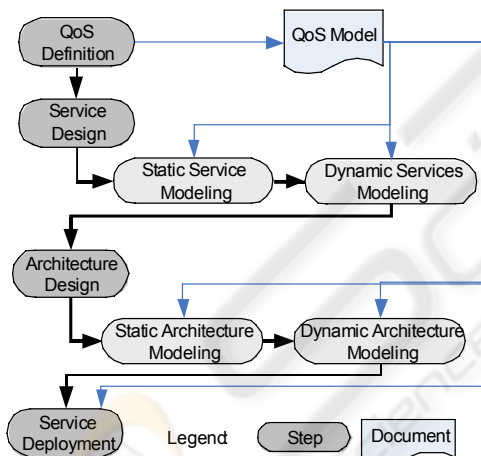 QoS
Definition
QoS Model
Service
Design
Static Service
Modeling
Dynamic Services
Modeling
Architecture
Design
Static Architecture
Modeling
Dynamic Architecture
Modeling
Service
Deployment
Legend:
Step
Document